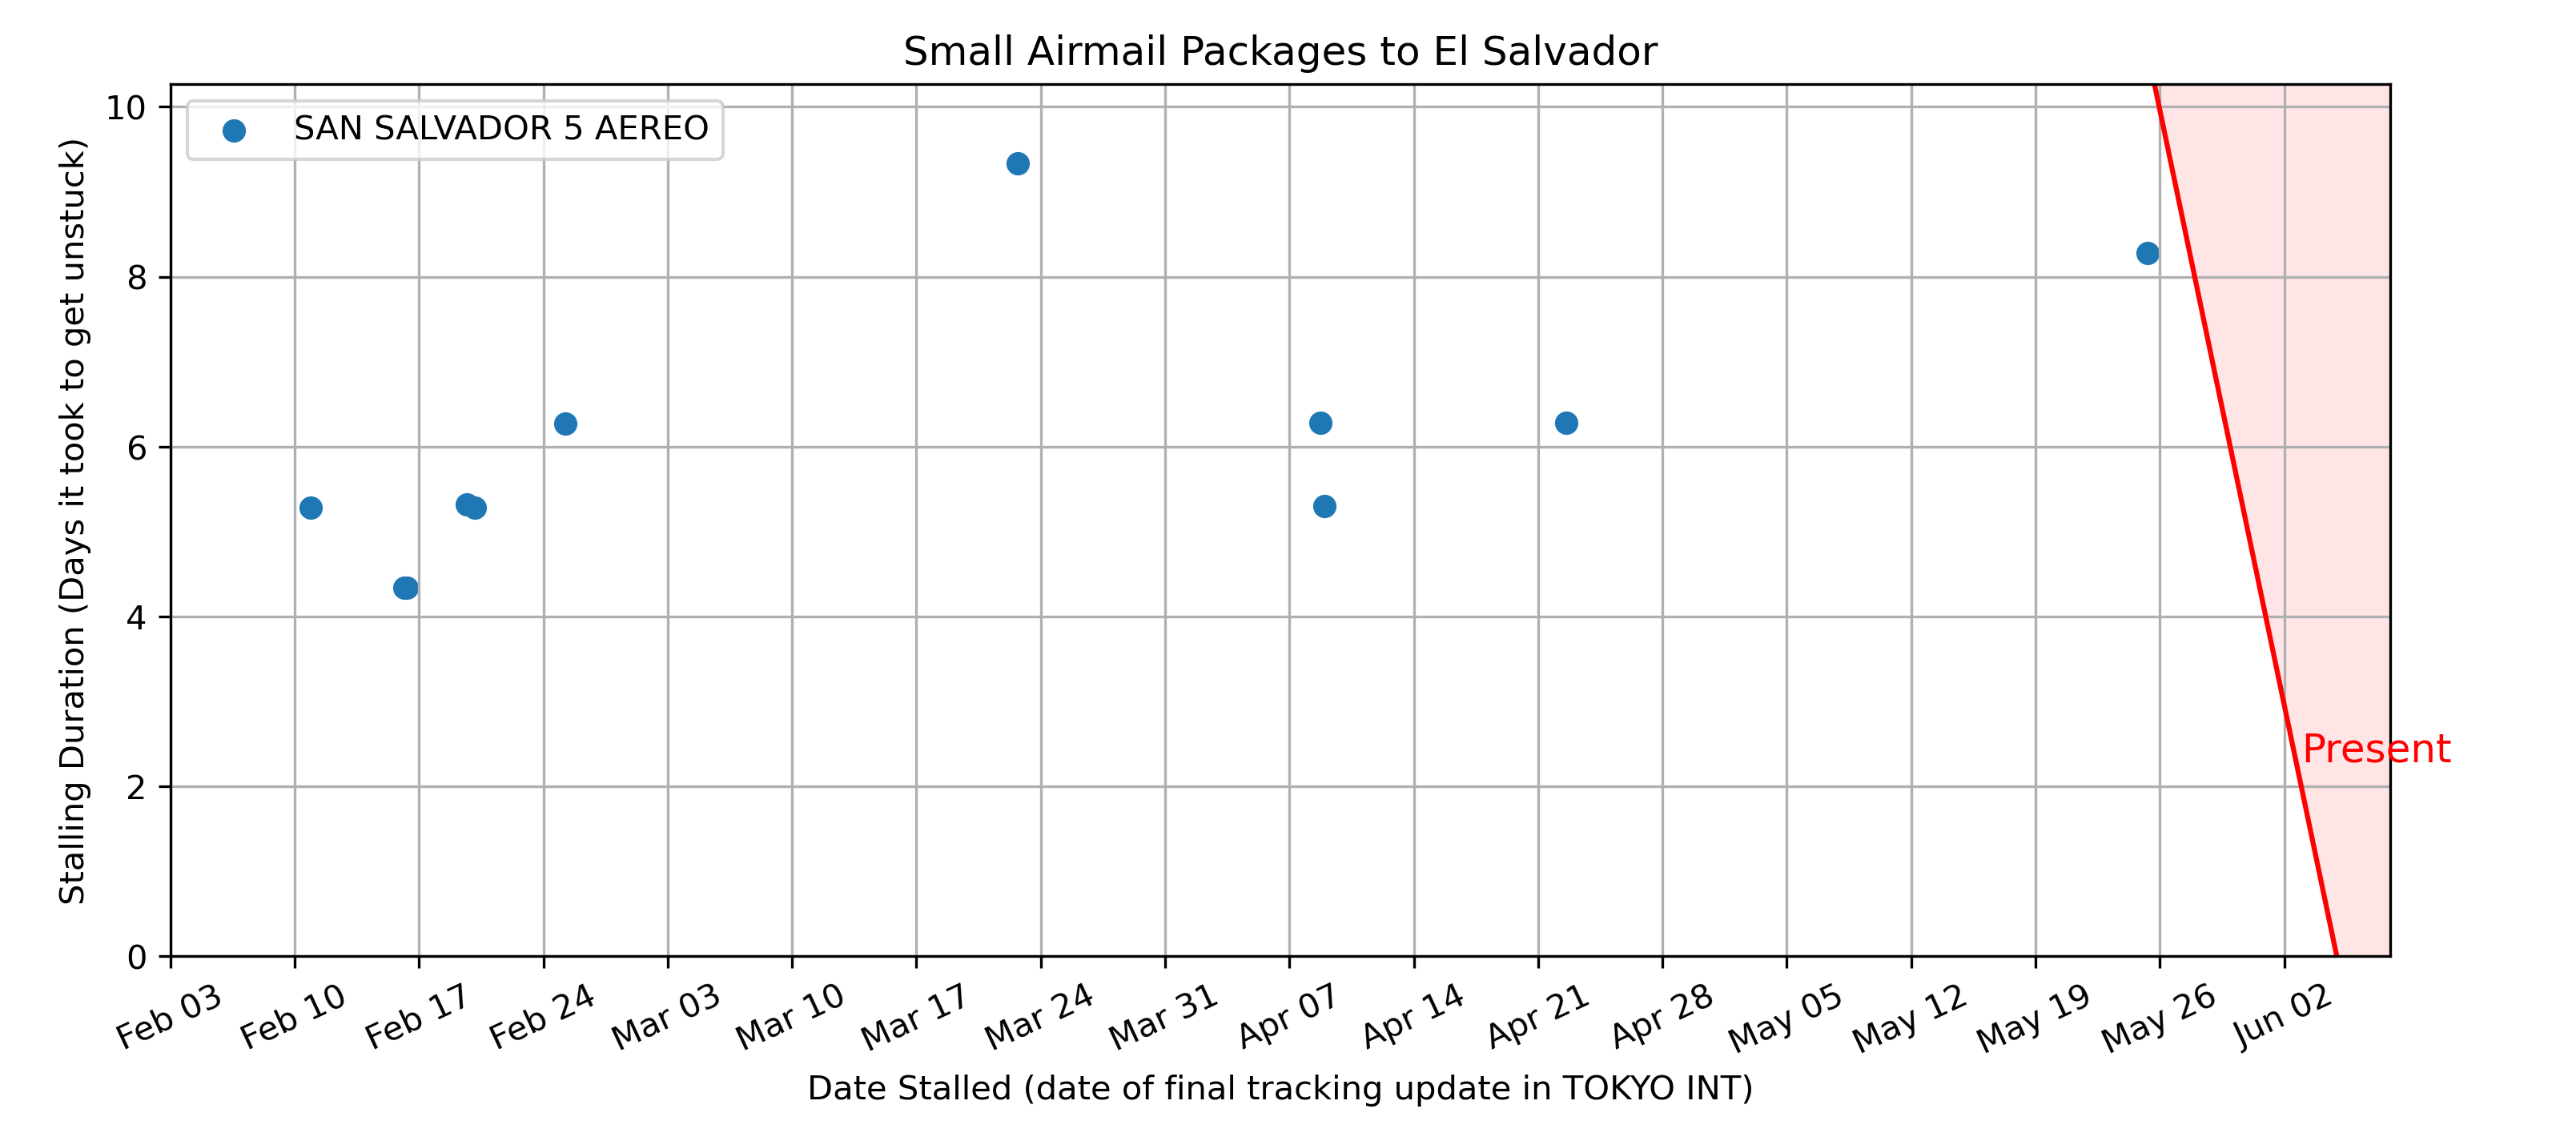 Small Airmail Packages to El Salvador
SAN SALVADOR 5 AEREO
Stalling Duration (Days it took to get unstuck)
10
8
6
4
2
0
Present
Feb 03
Feb 10
Feb 17
Feb 24
Mar 03
Mar 10
Mar 17
Mar 24
Mar 31
Apr 07
Apr 14
Apr 21
Apr 28
May 05
May 12
May 19
May 26
Jun 02
Date Stalled (date of final tracking update in TOKYO INT)